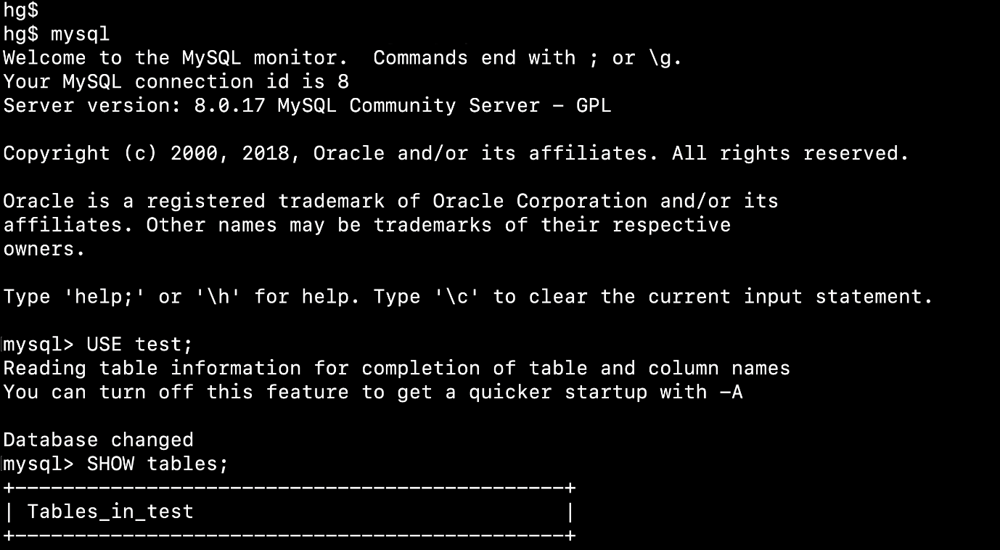 hg$
hg$ mysql
Welcome to the MySQL monitor.  Commands end with ; or \g.
Your MySQL connection id is 8
Server version: 8.0.17 MySQL Community Server – GPL
Copyright (c) 2000, 2018, Oracle and/or its affiliates. All rights reserved.
Oracle is a registered trademark of Oracle Corporation and/or its
affiliates. Other names may be trademarks of their respective
owners.
Type 'help;' or '\h' for help. Type '\c' to clear the current input statement.
mysql> USE test;
Reading table information for completion of table and column names
You can turn off this feature to get a quicker startup with –A
Database changed
mysql> SHOW tables;
+----------------------------------------------+
| Tables_in_test                               |
+----------------------------------------------+